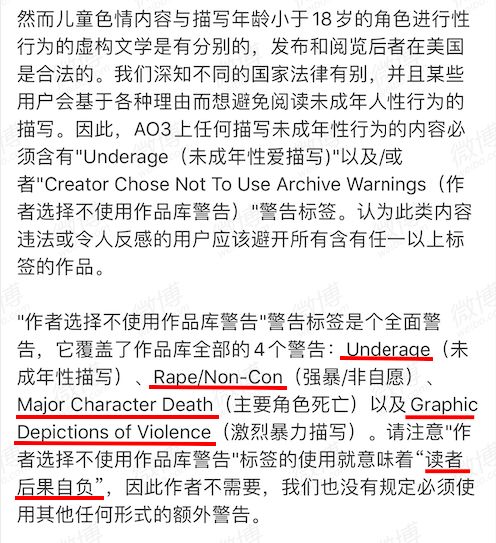 然而儿童色情内容与描写年龄小于18岁的角色进行性
行为的虚构文学是有分别的，发布和阅览后者在美国
是合法的。我们深知不同的国家法律有别，并且某些
用户会基于各种理由而想避免阅读未成年人性行为的
描写。因此，AO3上任何描写未成年性行为的内容必
须含有"Underage（未成年性爱描写)"以及/或
者"Creator Chose Not To Use Archive Warnings（作
者选择不使用作品库警告）"警告标签。认为此类内容
违法或令人反感的用户应该避开所有含有任一以上标
签的作品。
"作者选择不使用作品库警告"警告标签是个全面警
告，它覆盖了作品库全部的4个警告：Underage（未
成年性描写）、Rape/Non-Con（强暴/非自愿）、
Major Character Death（主要角色死亡）以及Graphic
Depictions of Violence（激烈暴力描写）。请注意"作
者选择不使用作品库警告"标签的使用就意味着“读者
后果自负”，因此作者不需要，我们也没有规定必须使
用其他任何形式的额外警告。